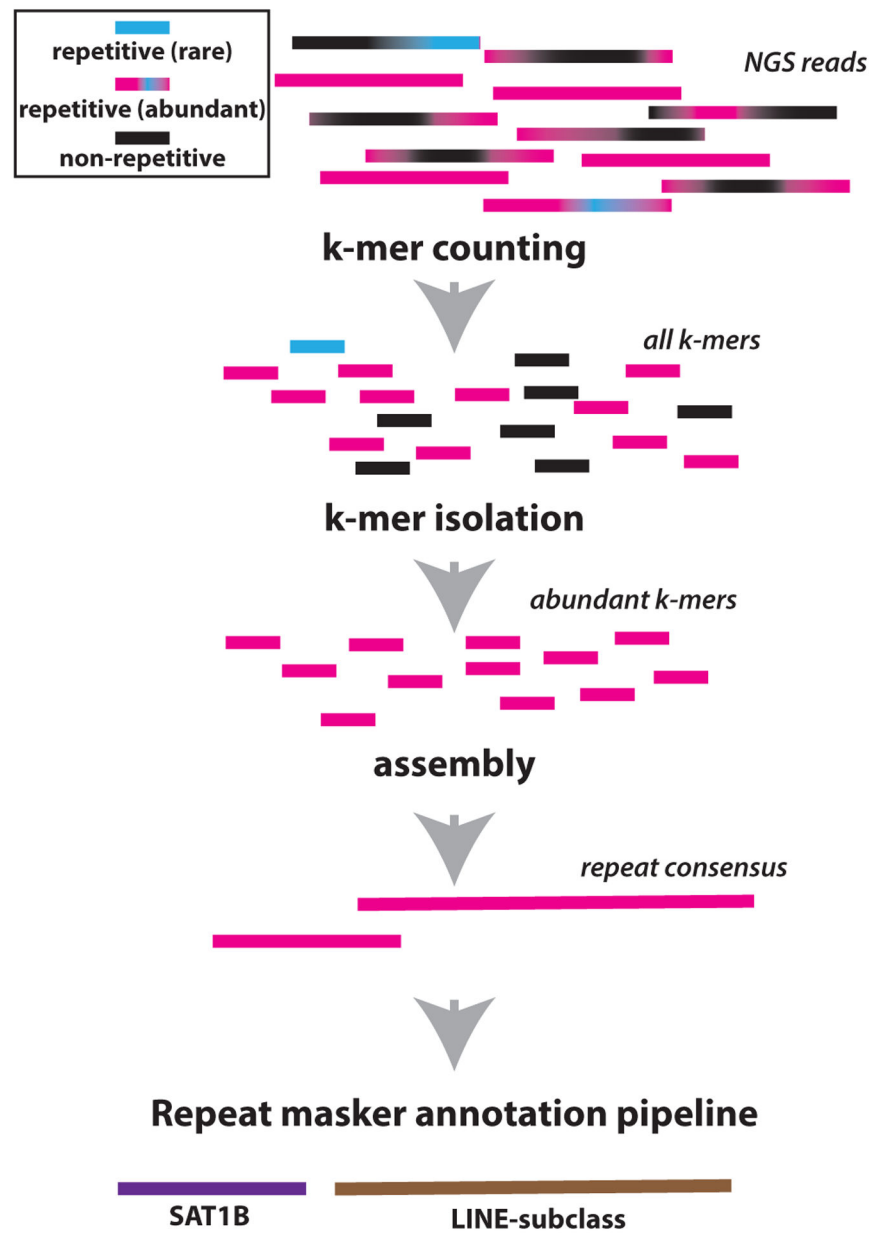 repetitive (rare)
repetitive (abundant)
non-repetitive
NGS reads
k-mer counting
all k-mers
k-mer isolation
abundant k-mers
assembly
repeat consensus
Repeat masker annotation pipeline
SAT1B
LINE-subclass